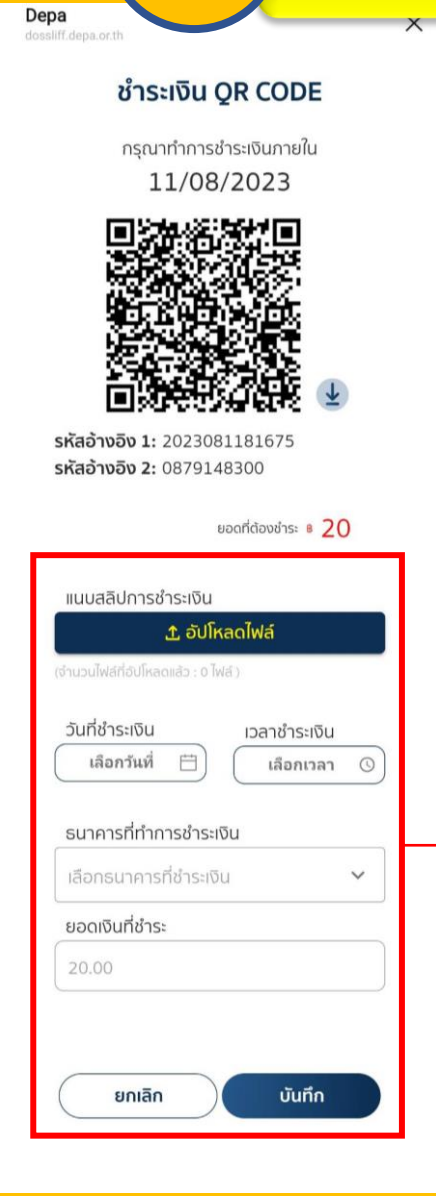 Depa
dossliff.depa.or.th
ชำระเงิน QR CODE
กรุณาทำการชำระเงินภายใน
11/08/2023
รหัสอ้างอิง 1: 2023081181675
รหัสอ้างอิง 2: 0879148300
ยอดที่ต้องชำระ ฿ 20
แนบสลิปการชำระเงิน
อัปโหลดไฟล์
(จำนวนไฟล์ที่อัปโหลดแล้ว : 0 ไฟล์ )
วันที่ชำระเงิน เวลาชำระเงิน
เลือกวันที่ เลือกเวลา
ธนาคารที่ทำการชำระเงิน
เลือกธนาคารที่ชำระเงิน
ยอดเงินที่ชำระ
20.00
ยกเลิก บันทึก